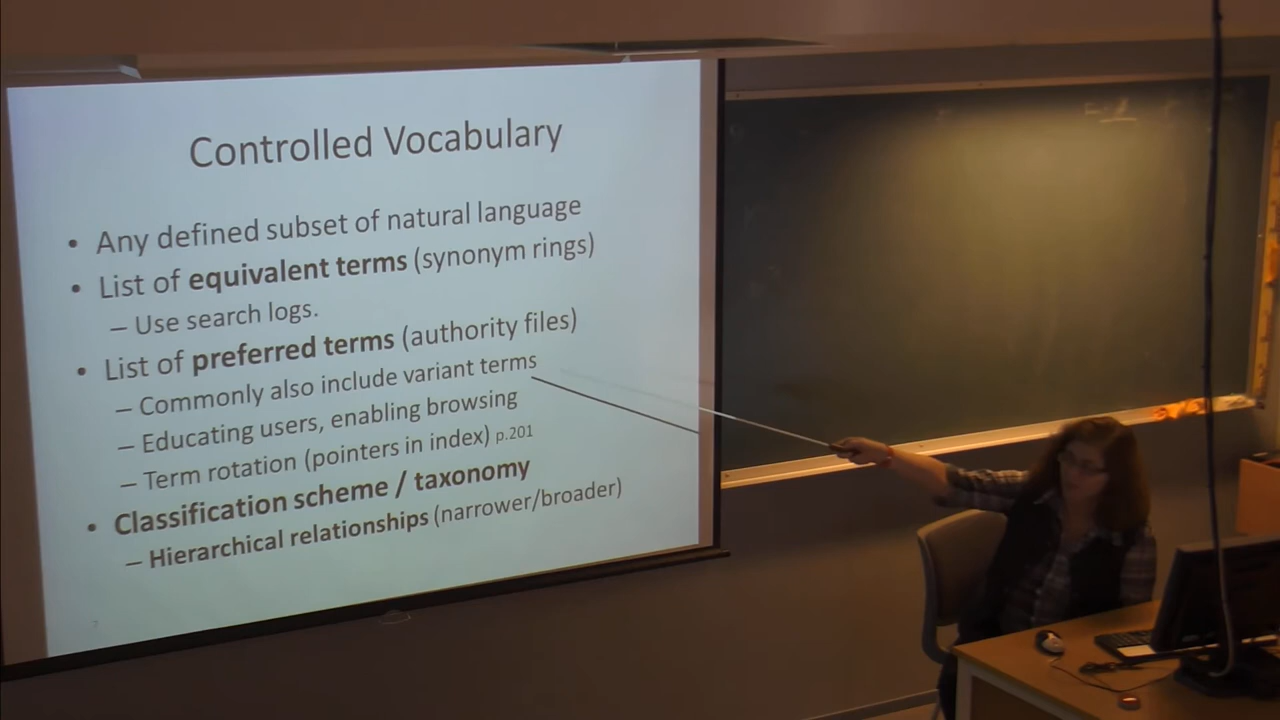 Controlled Vocabulary
• Any defined subset of natural language
• List of equivalent terms (synonym rings)
– Use search logs.
• List of preferred terms (authority files)
– Commonly also include variant terms
– Educating users, enabling browsing
– Term rotation (pointers in index) p.201
• Classification scheme / taxonomy
– Hierarchical relationships (narrower/broader)